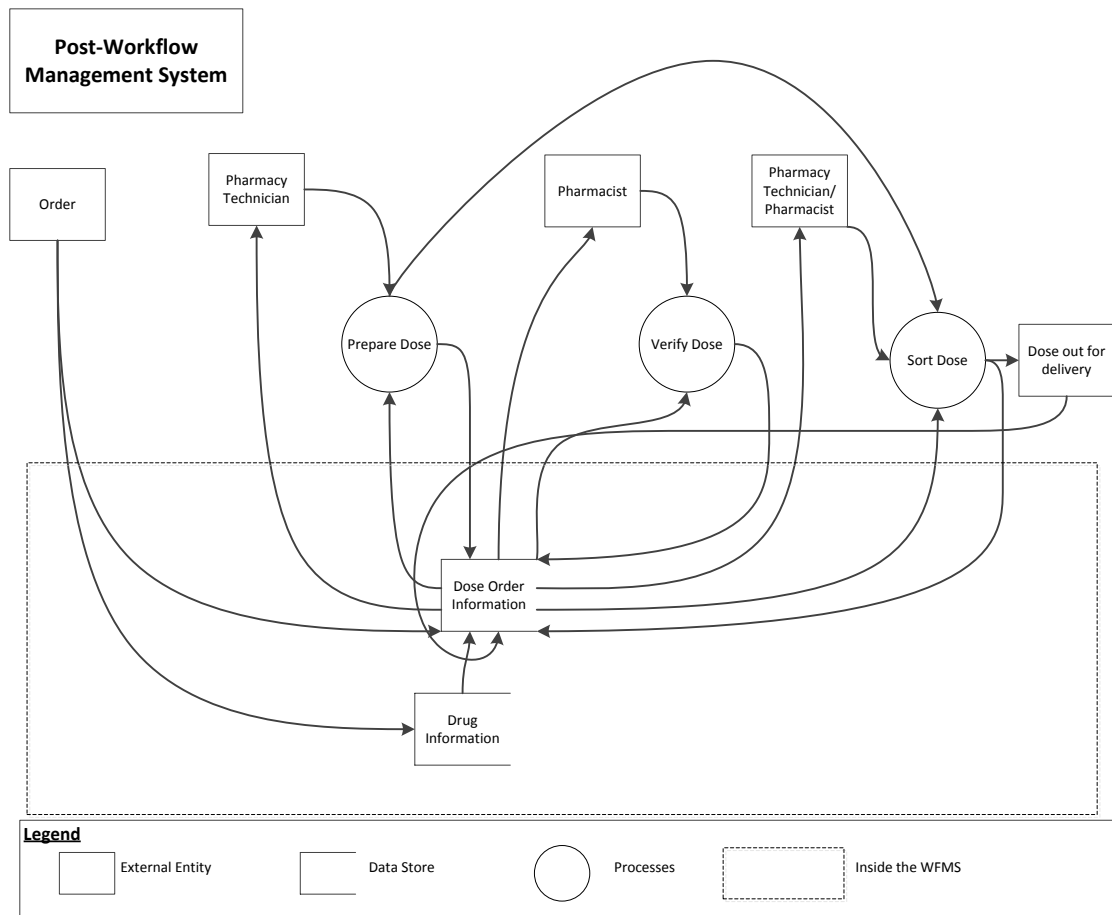 Post-Workflow
Management System
Order
Pharmacy
Technician
Pharmacist
Pharmacy
Technician/
Pharmacist
Prepare Dose
Verify Dose
Sort Dose
Dose out for
delivery
Dose Order
Information
Drug
Information
Legend
External Entity
Data Store
Processes
Inside the WFMS